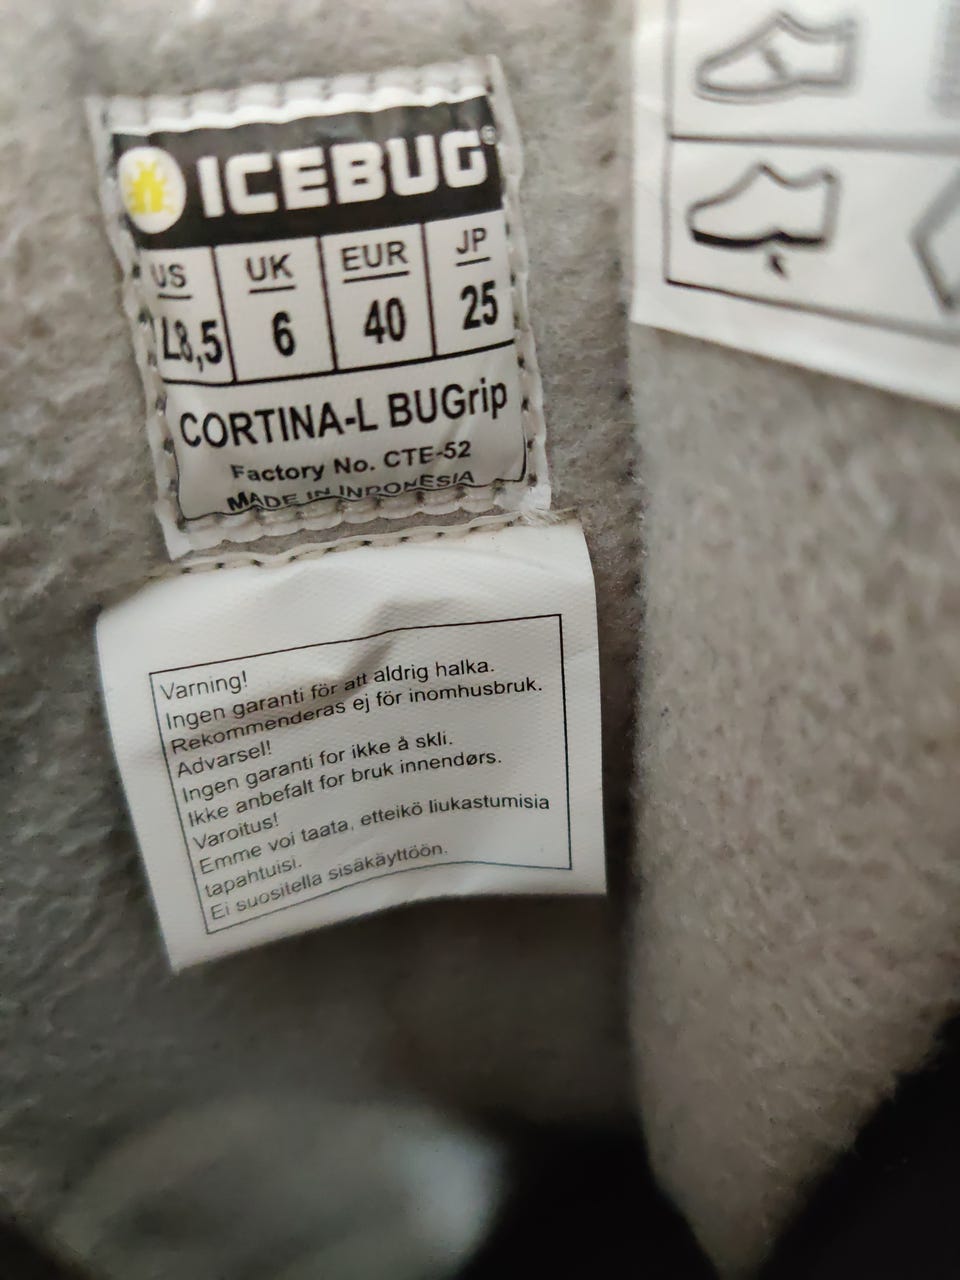 ICEBUG®
US UK EUR JP
L8,5 6 40 25
CORTINA-L BUGrip
Factory No. CTE-52
MADE IN INDONESIA
Varning!
Ingen garanti för att aldrig halka.
Rekommenderas ej för inomhusbruk.
Advarsel!
Ingen garanti for ikke å skli.
Ikke anbefalt for bruk innendørs.
Varoitus!
Emme voi taata, etteikö liukastumisia
tapahtuisi.
Ei suositella sisäkäyttöön.